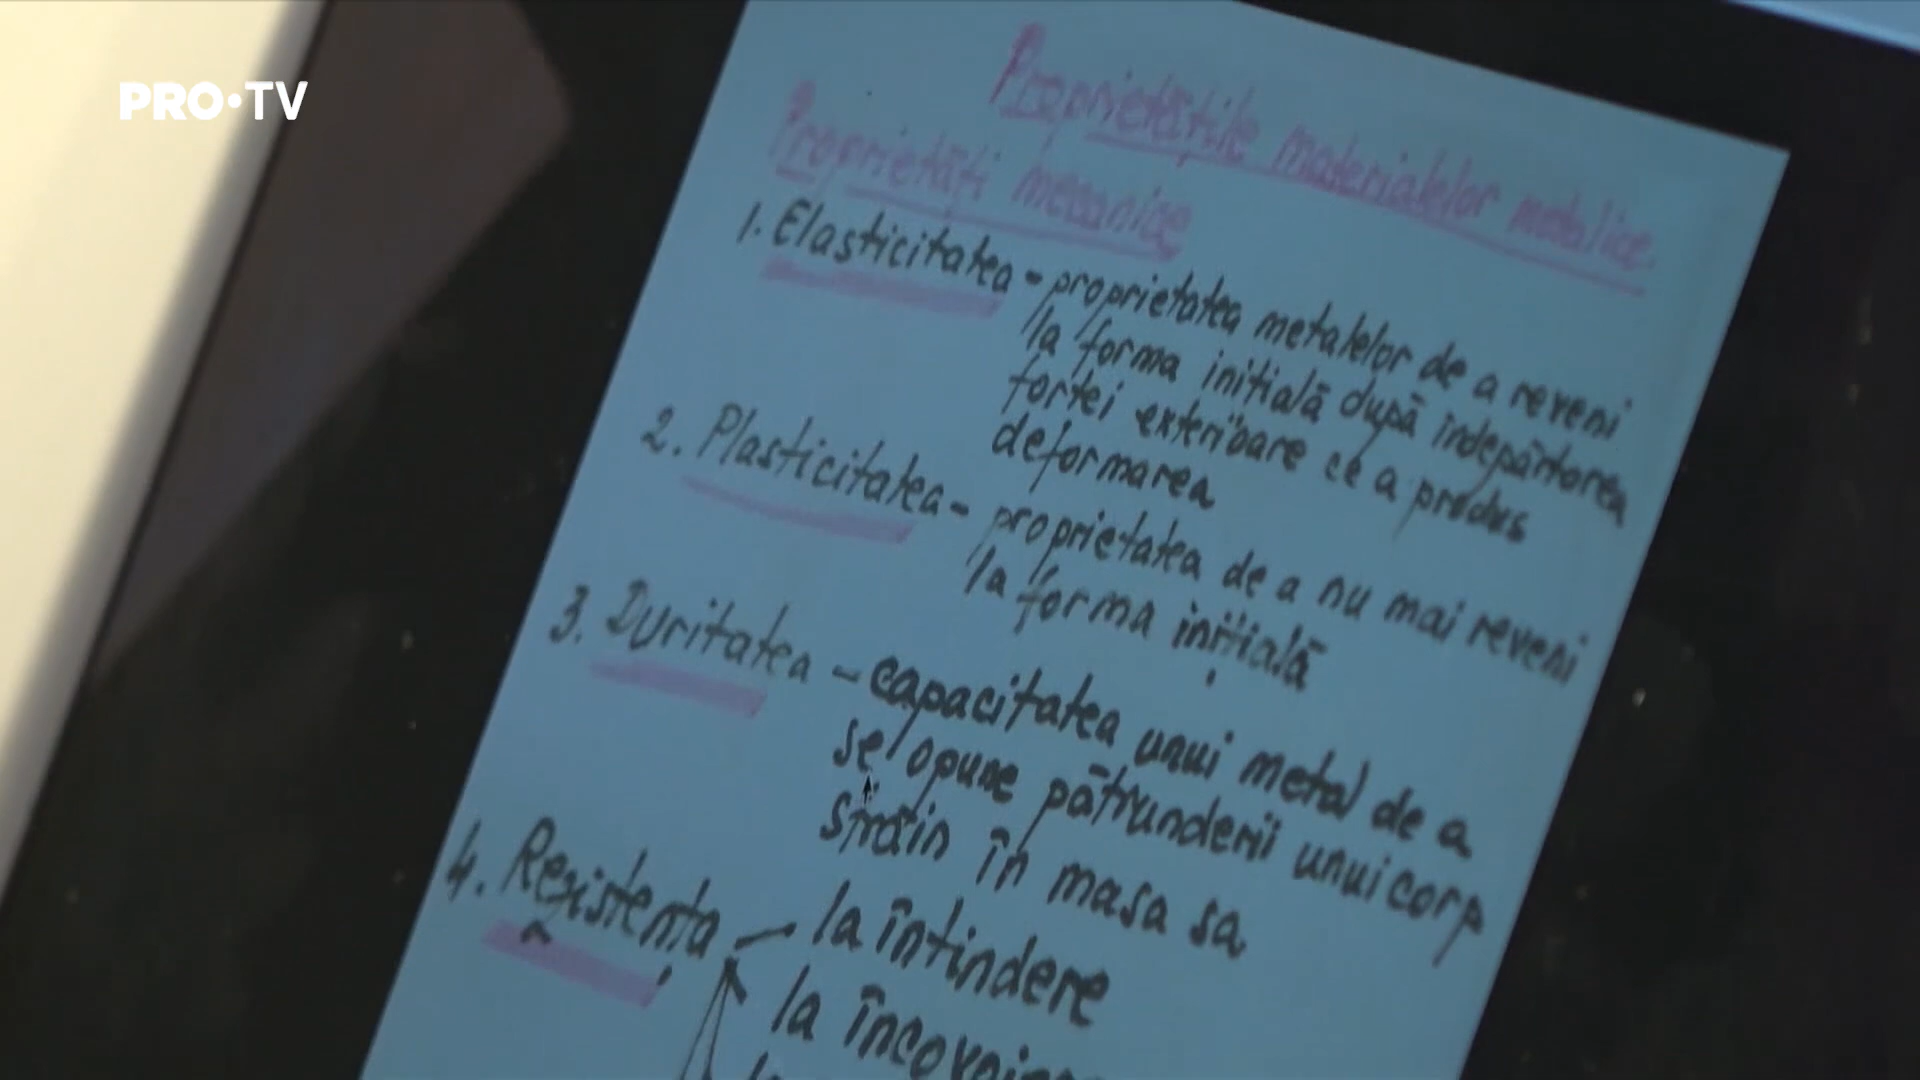 PRO•TV
Proprietățile materialelor metalice.
Proprietăți mecanice
1. Elasticitatea - proprietatea metalelor de a reveni
la forma inițială după îndepărtarea
forței exterioare ce a produs
deformarea
2. Plasticitatea - proprietatea de a nu mai reveni
la forma inițială
3. Duritatea - capacitatea unui metal de a
se opune pătrunderii unui corp
străin în masa sa
4. Rezistența
la întindere
la